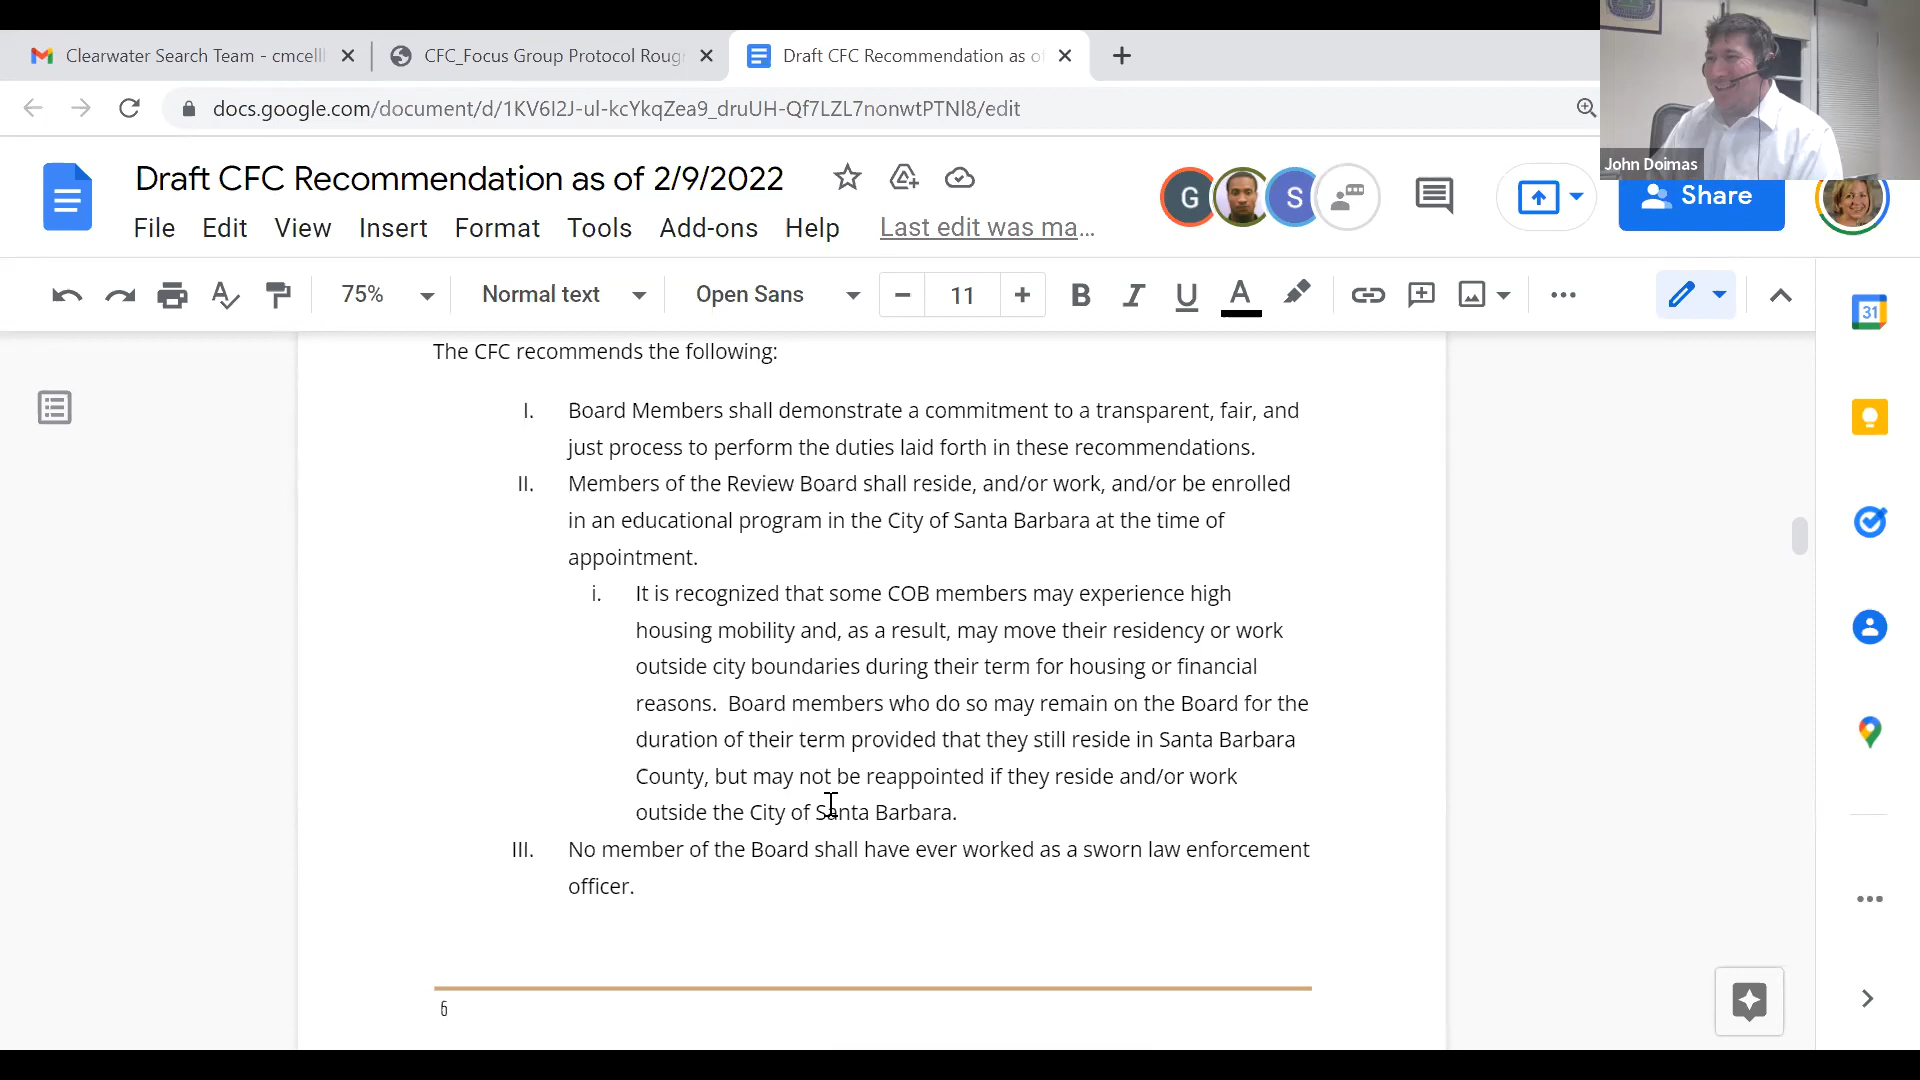 Clearwater Search Team - cmcelll
CFC_Focus Group Protocol Roug
Draft CFC Recommendation as o
docs.google.com/document/d/1KV6I2J-ul-kcYkqZea9_druUH-Qf7LZL7nonwtPTNl8/edit
John Doimas
Draft CFC Recommendation as of 2/9/2022
G
S
Share
File Edit View Insert Format Tools Add-ons Help Last edit was ma…
75% Normal text Open Sans 11 B I U A
31
The CFC recommends the following:
I. Board Members shall demonstrate a commitment to a transparent, fair, and
just process to perform the duties laid forth in these recommendations.
II. Members of the Review Board shall reside, and/or work, and/or be enrolled
in an educational program in the City of Santa Barbara at the time of
appointment.
i. It is recognized that some COB members may experience high
housing mobility and, as a result, may move their residency or work
outside city boundaries during their term for housing or financial
reasons.  Board members who do so may remain on the Board for the
duration of their term provided that they still reside in Santa Barbara
County, but may not be reappointed if they reside and/or work
outside the City of Santa Barbara.
III. No member of the Board shall have ever worked as a sworn law enforcement
officer.
6